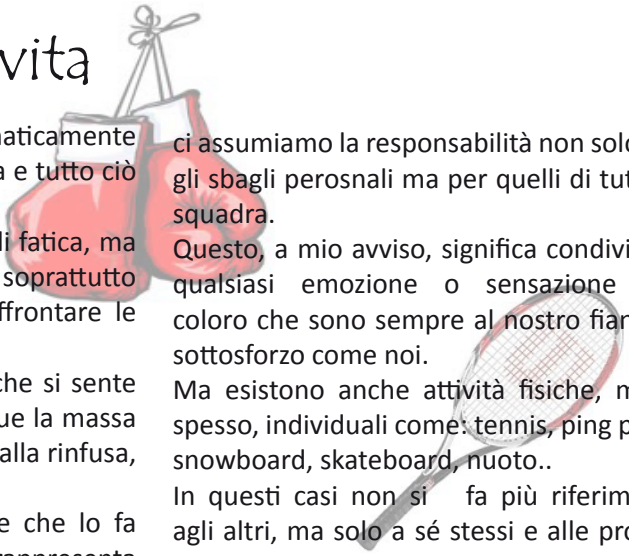 vita
aticamente
a e tutto ciò
li fatica, ma
soprattutto
ffrontare le
che si sente
ue la massa
alla rinfusa,
e che lo fa
rappresenta
ci assumiamo la responsabilità non solo
gli sbagli perosnali ma per quelli di tut
squadra.
Questo, a mio avviso, significa condivi
qualsiasi emozione o sensazione
coloro che sono sempre al nostro fian
sottosforzo come noi.
Ma esistono anche attività fisiche, m
spesso, individuali come: tennis, ping p
snowboard, skateboard, nuoto..
In questi casi non si fa più riferim
agli altri, ma solo a sé stessi e alle pro